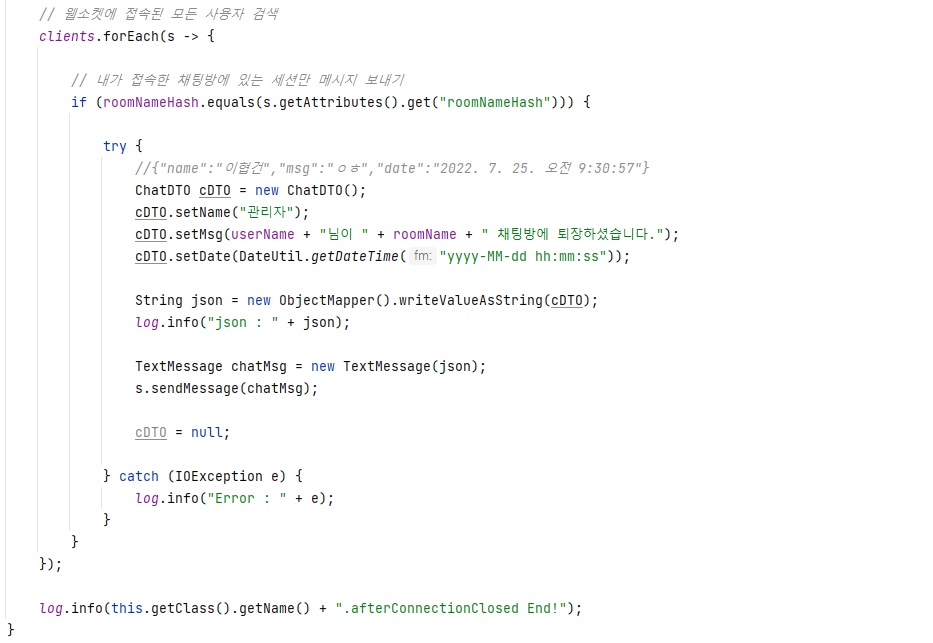 // 웹소켓에 접속된 모든 사용자 검색
clients.forEach(s -> {
// 내가 접속한 채팅방에 있는 세션만 메시지 보내기
if (roomNameHash.equals(s.getAttributes().get("roomNameHash"))) {
try {
//{"name":"이협건","msg":"ㅇㅎ","date":"2022. 7. 25. 오전 9:30:57"}
ChatDTO cDTO = new ChatDTO();
cDTO.setName("관리자");
cDTO.setMsg(userName + "님이 " + roomName + " 채팅방에 퇴장하셨습니다.");
cDTO.setDate(DateUtil.getDateTime( fm: "yyyy-MM-dd hh:mm:ss"));
String json = new ObjectMapper().writeValueAsString(cDTO);
log.info("json : " + json);
TextMessage chatMsg = new TextMessage(json);
s.sendMessage(chatMsg);
cDTO = null;
} catch (IOException e) {
log.info("Error : " + e);
}
}
});
log.info(this.getClass().getName() + ".afterConnectionClosed End!");
}